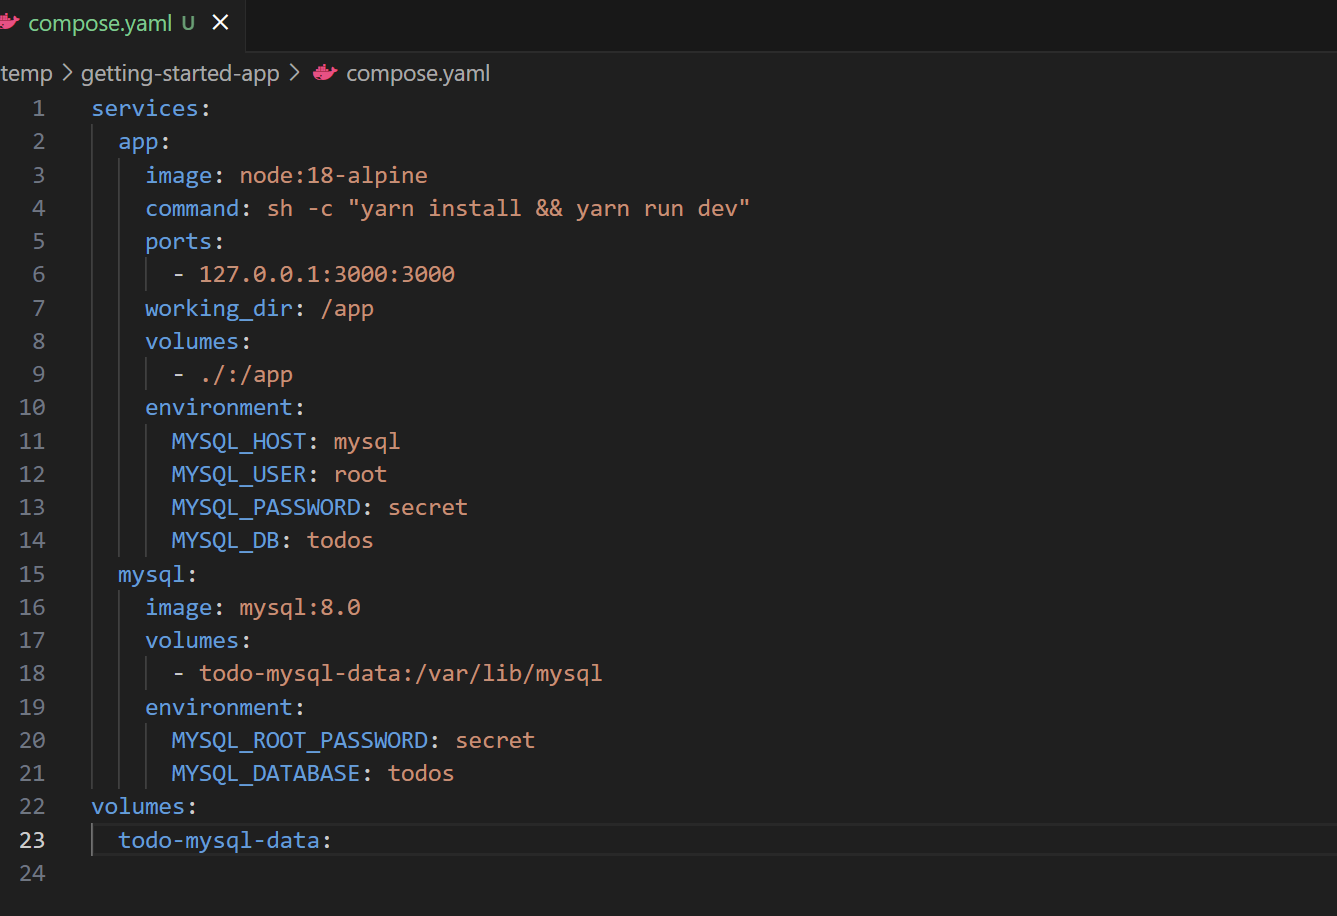 compose.yaml U ×
temp > getting-started-app > compose.yaml
1 services:
2   app:
3     image: node:18-alpine
4     command: sh -c "yarn install && yarn run dev"
5     ports:
6       - 127.0.0.1:3000:3000
7     working_dir: /app
8     volumes:
9       - ./:/app
10     environment:
11       MYSQL_HOST: mysql
12       MYSQL_USER: root
13       MYSQL_PASSWORD: secret
14       MYSQL_DB: todos
15   mysql:
16     image: mysql:8.0
17     volumes:
18       - todo-mysql-data:/var/lib/mysql
19     environment:
20       MYSQL_ROOT_PASSWORD: secret
21       MYSQL_DATABASE: todos
22 volumes:
23   todo-mysql-data:
24